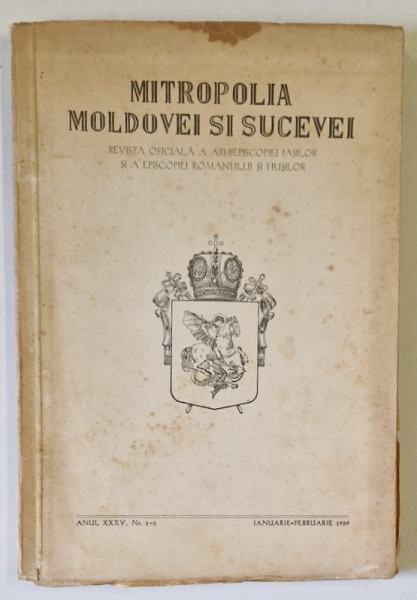 MITROPOLIA
MOLDOVEI SI SUCEVEI
REVISTA OFICIALĂ A ARHIEPISCOPIEI IAȘILOR
ȘI A EPISCOPIEI ROMANULUI ȘI HUȘILOR
ANUL XXXV, Nr. 1-2
IANUARIE-FEBRUARIE 1959